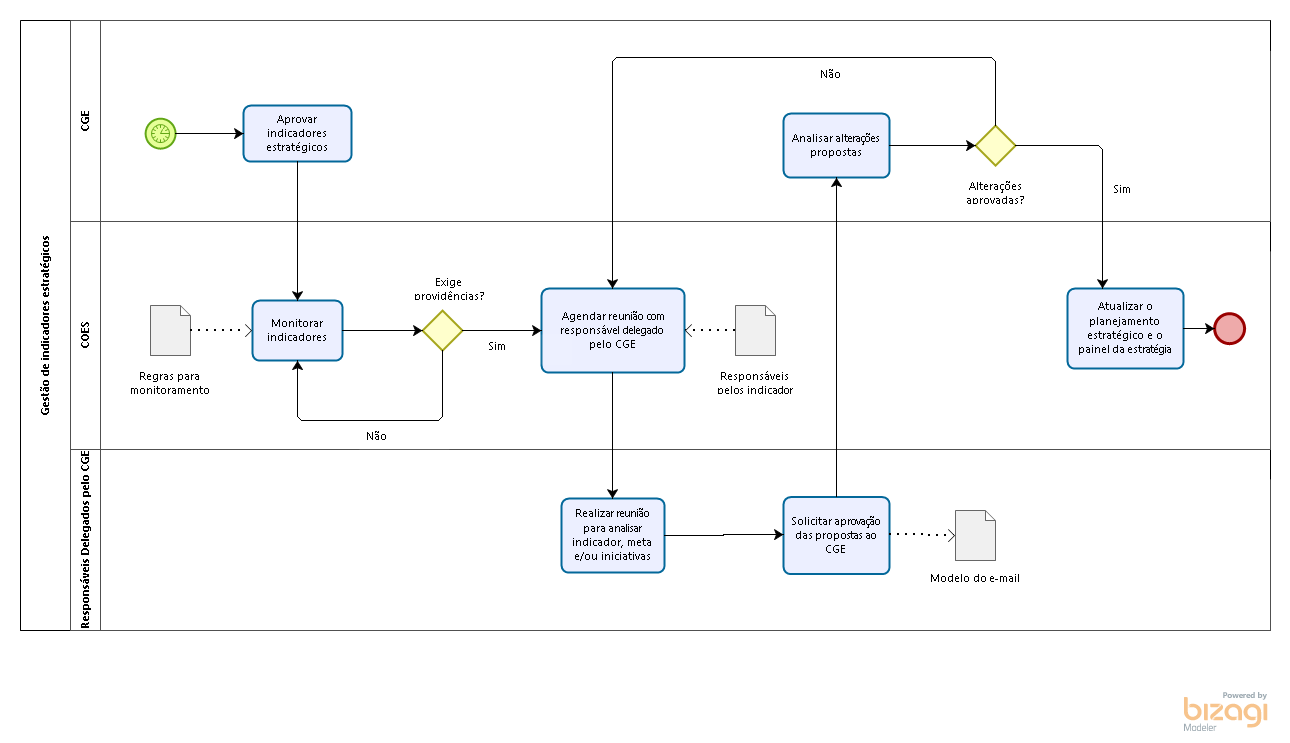 Gestão de indicadores estratégicos
CGE
Aprovar
indicadores
estratégicos
Não
Analisar alterações
propostas
Alterações
aprovadas?
Sim
COES
Regras para
monitoramento
Monitorar
indicadores
Exige
providências?
Sim
Não
Agendar reunião com
responsável delegado
pelo CGE
Responsáveis
pelos indicador
Atualizar o
planejamento
estratégico e o
painel da estratégia
Responsáveis Delegados pelo CGE
Realizar reunião
para analisar
indicador, meta
e/ou iniciativas
Solicitar aprovação
das propostas ao
CGE
Modelo do e-mail
Powered by
bizagi
Modeler